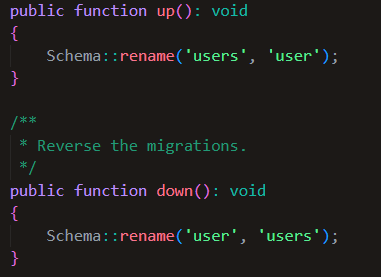 public function up(): void
{
    Schema::rename('users', 'user');
}

/**
 * Reverse the migrations.
 */
public function down(): void
{
    Schema::rename('user', 'users');
}